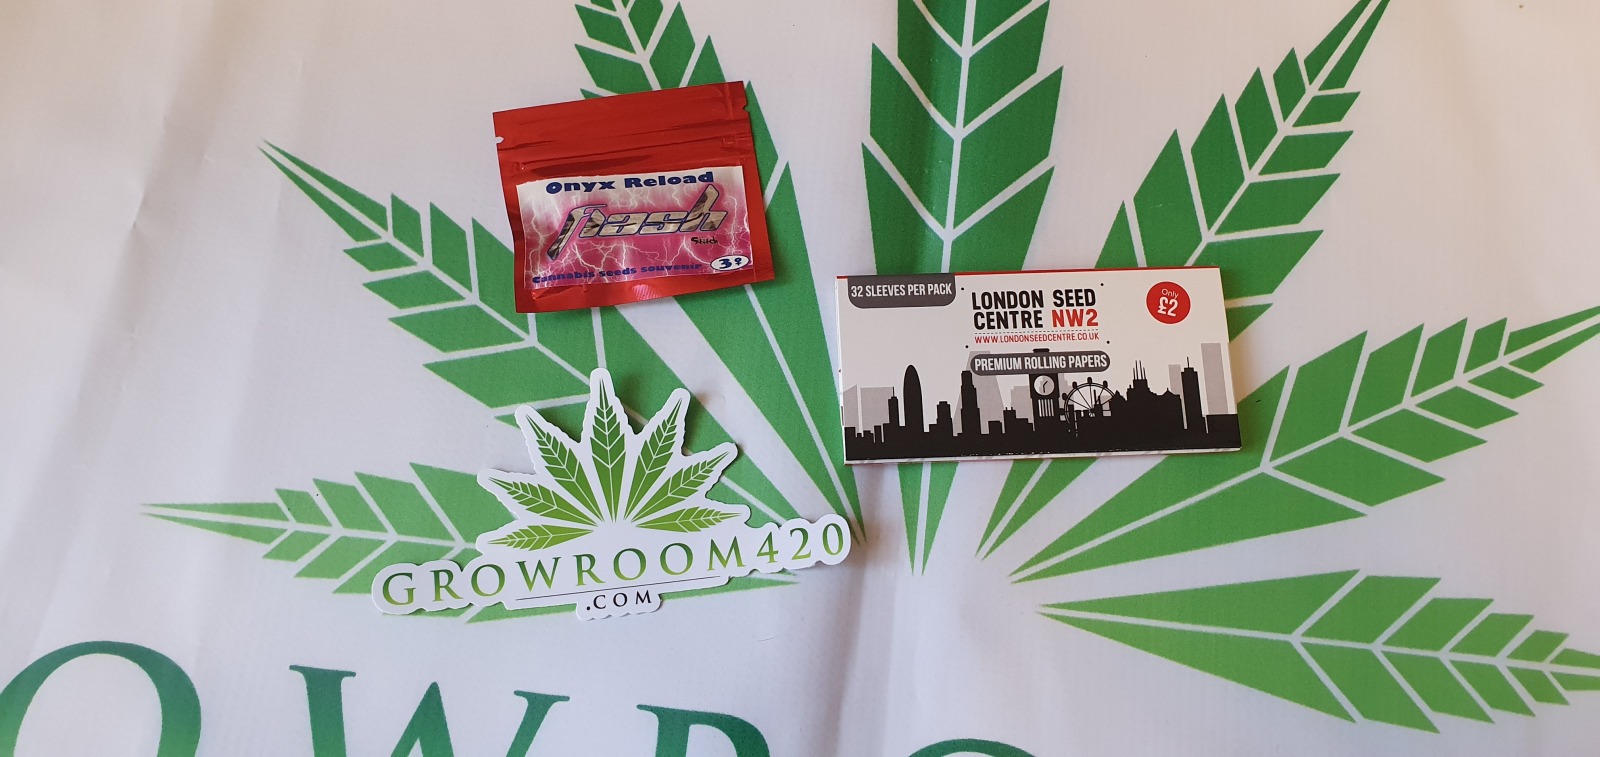 Onyx Reload
flash
Stitch
Cannabis seeds souvenir 3♀
32 SLEEVES PER PACK
LONDON SEED
CENTRE NW2
WWW.LONDONSEEDCENTRE.CO.UK
PREMIUM ROLLING PAPERS
Only
£2
GROWROOM420
.COM
OWRO